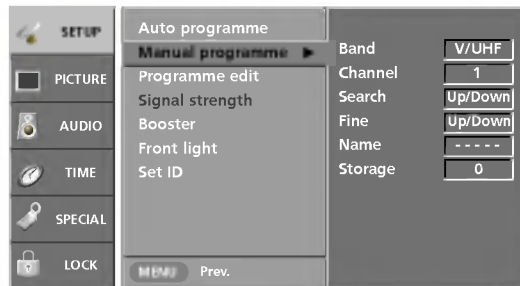 SETUP
PICTURE
AUDIO
TIME
SPECIAL
LOCK
Auto programme
Manual programme ►
Programme edit
Signal strength
Booster
Front light
Set ID
MENU Prev.
Band V/UHF
Channel 1
Search Up/Down
Fine Up/Down
Name - - - - -
Storage 0